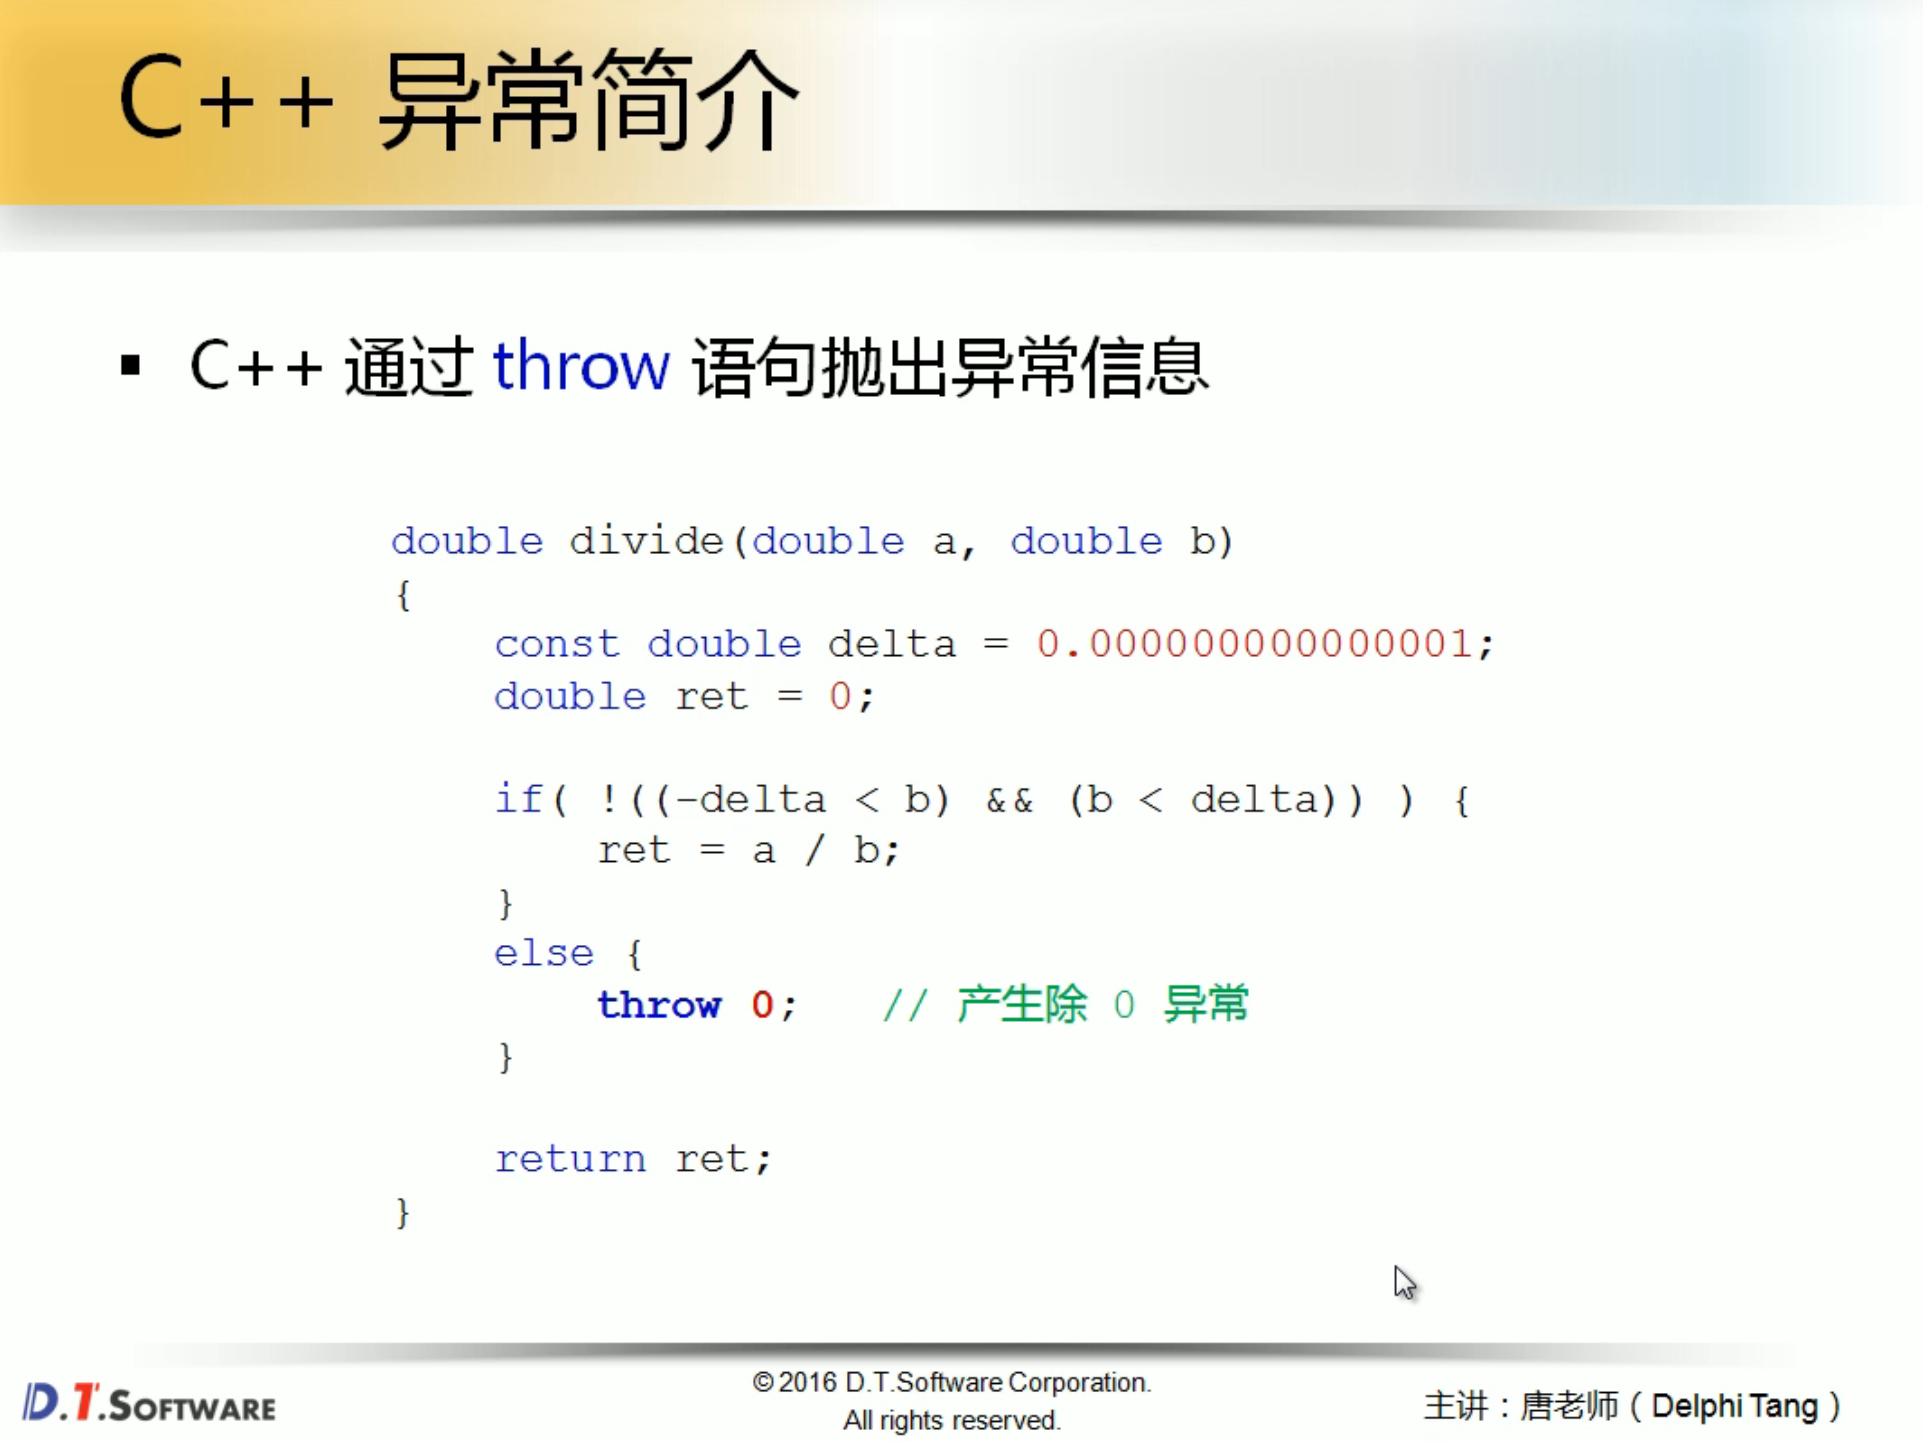 C++ 异常简介
▪ C++ 通过 throw 语句抛出异常信息
double divide(double a, double b)
{
    const double delta = 0.000000000000001;
    double ret = 0;

    if( !((-delta < b) && (b < delta)) ) {
        ret = a / b;
    }
    else {
        throw 0;   // 产生除 0 异常
    }

    return ret;
}
D.T.SOFTWARE
© 2016 D.T.Software Corporation.
All rights reserved.
主讲：唐老师（Delphi Tang）